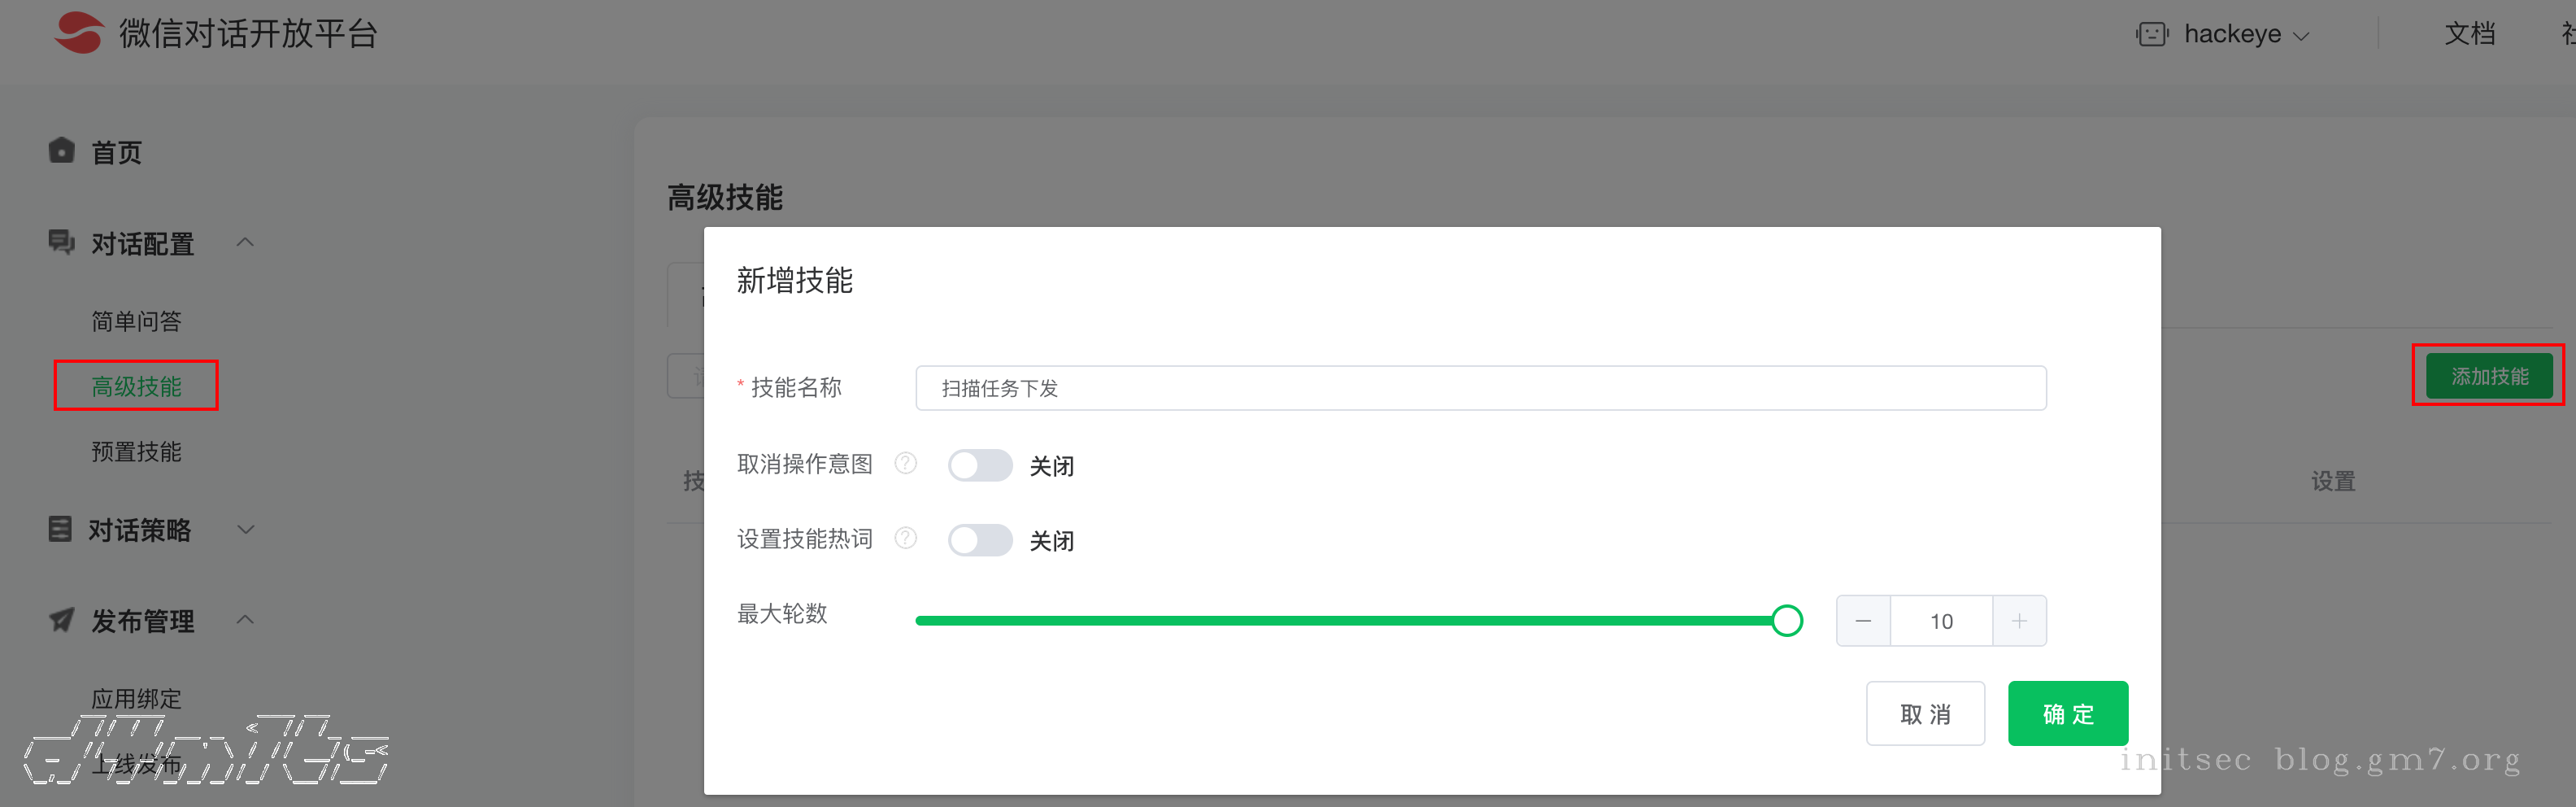 微信对话开放平台
hackeye
文档
首页
对话配置
简单问答
高级技能
预置技能
对话策略
发布管理
应用绑定
上线发布
高级技能
添加技能
设置
新增技能
* 技能名称
扫描任务下发
取消操作意图 ? 关闭
设置技能热词 ? 关闭
最大轮数
10
取消
确定
initsec blog.gm7.org